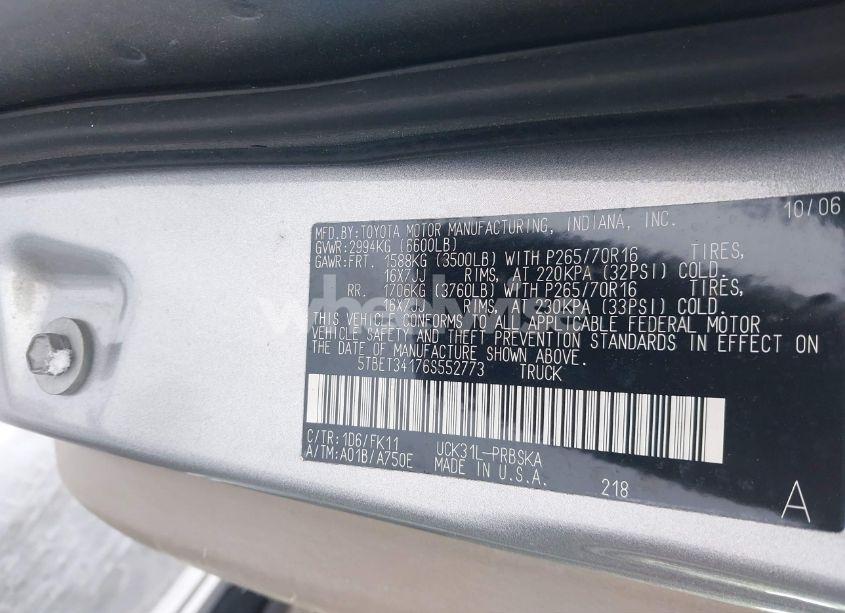 10/06
MFD.BY:TOYOTA MOTOR MANUFACTURING, INDIANA, INC.
GVWR:2994KG (6600LB)
GAWR:FRT. 1588KG (3500LB) WITH P265/70R16 TIRES,
16X7JJ RIMS, AT 220KPA (32PSI) COLD.
RR. 1706KG (3760LB) WITH P265/70R16 TIRES,
16X7JJ RIMS, AT 230KPA (33PSI) COLD.
THIS VEHICLE CONFORMS TO ALL APPLICABLE FEDERAL MOTOR
VEHICLE SAFETY AND THEFT PREVENTION STANDARDS IN EFFECT ON
THE DATE OF MANUFACTURE SHOWN ABOVE.
5TBET34176S552773 TRUCK
C/TR:1D6/FK11 UCK31L-PRBSKA
A/TM:A01B/A750E MADE IN U.S.A. 218 A